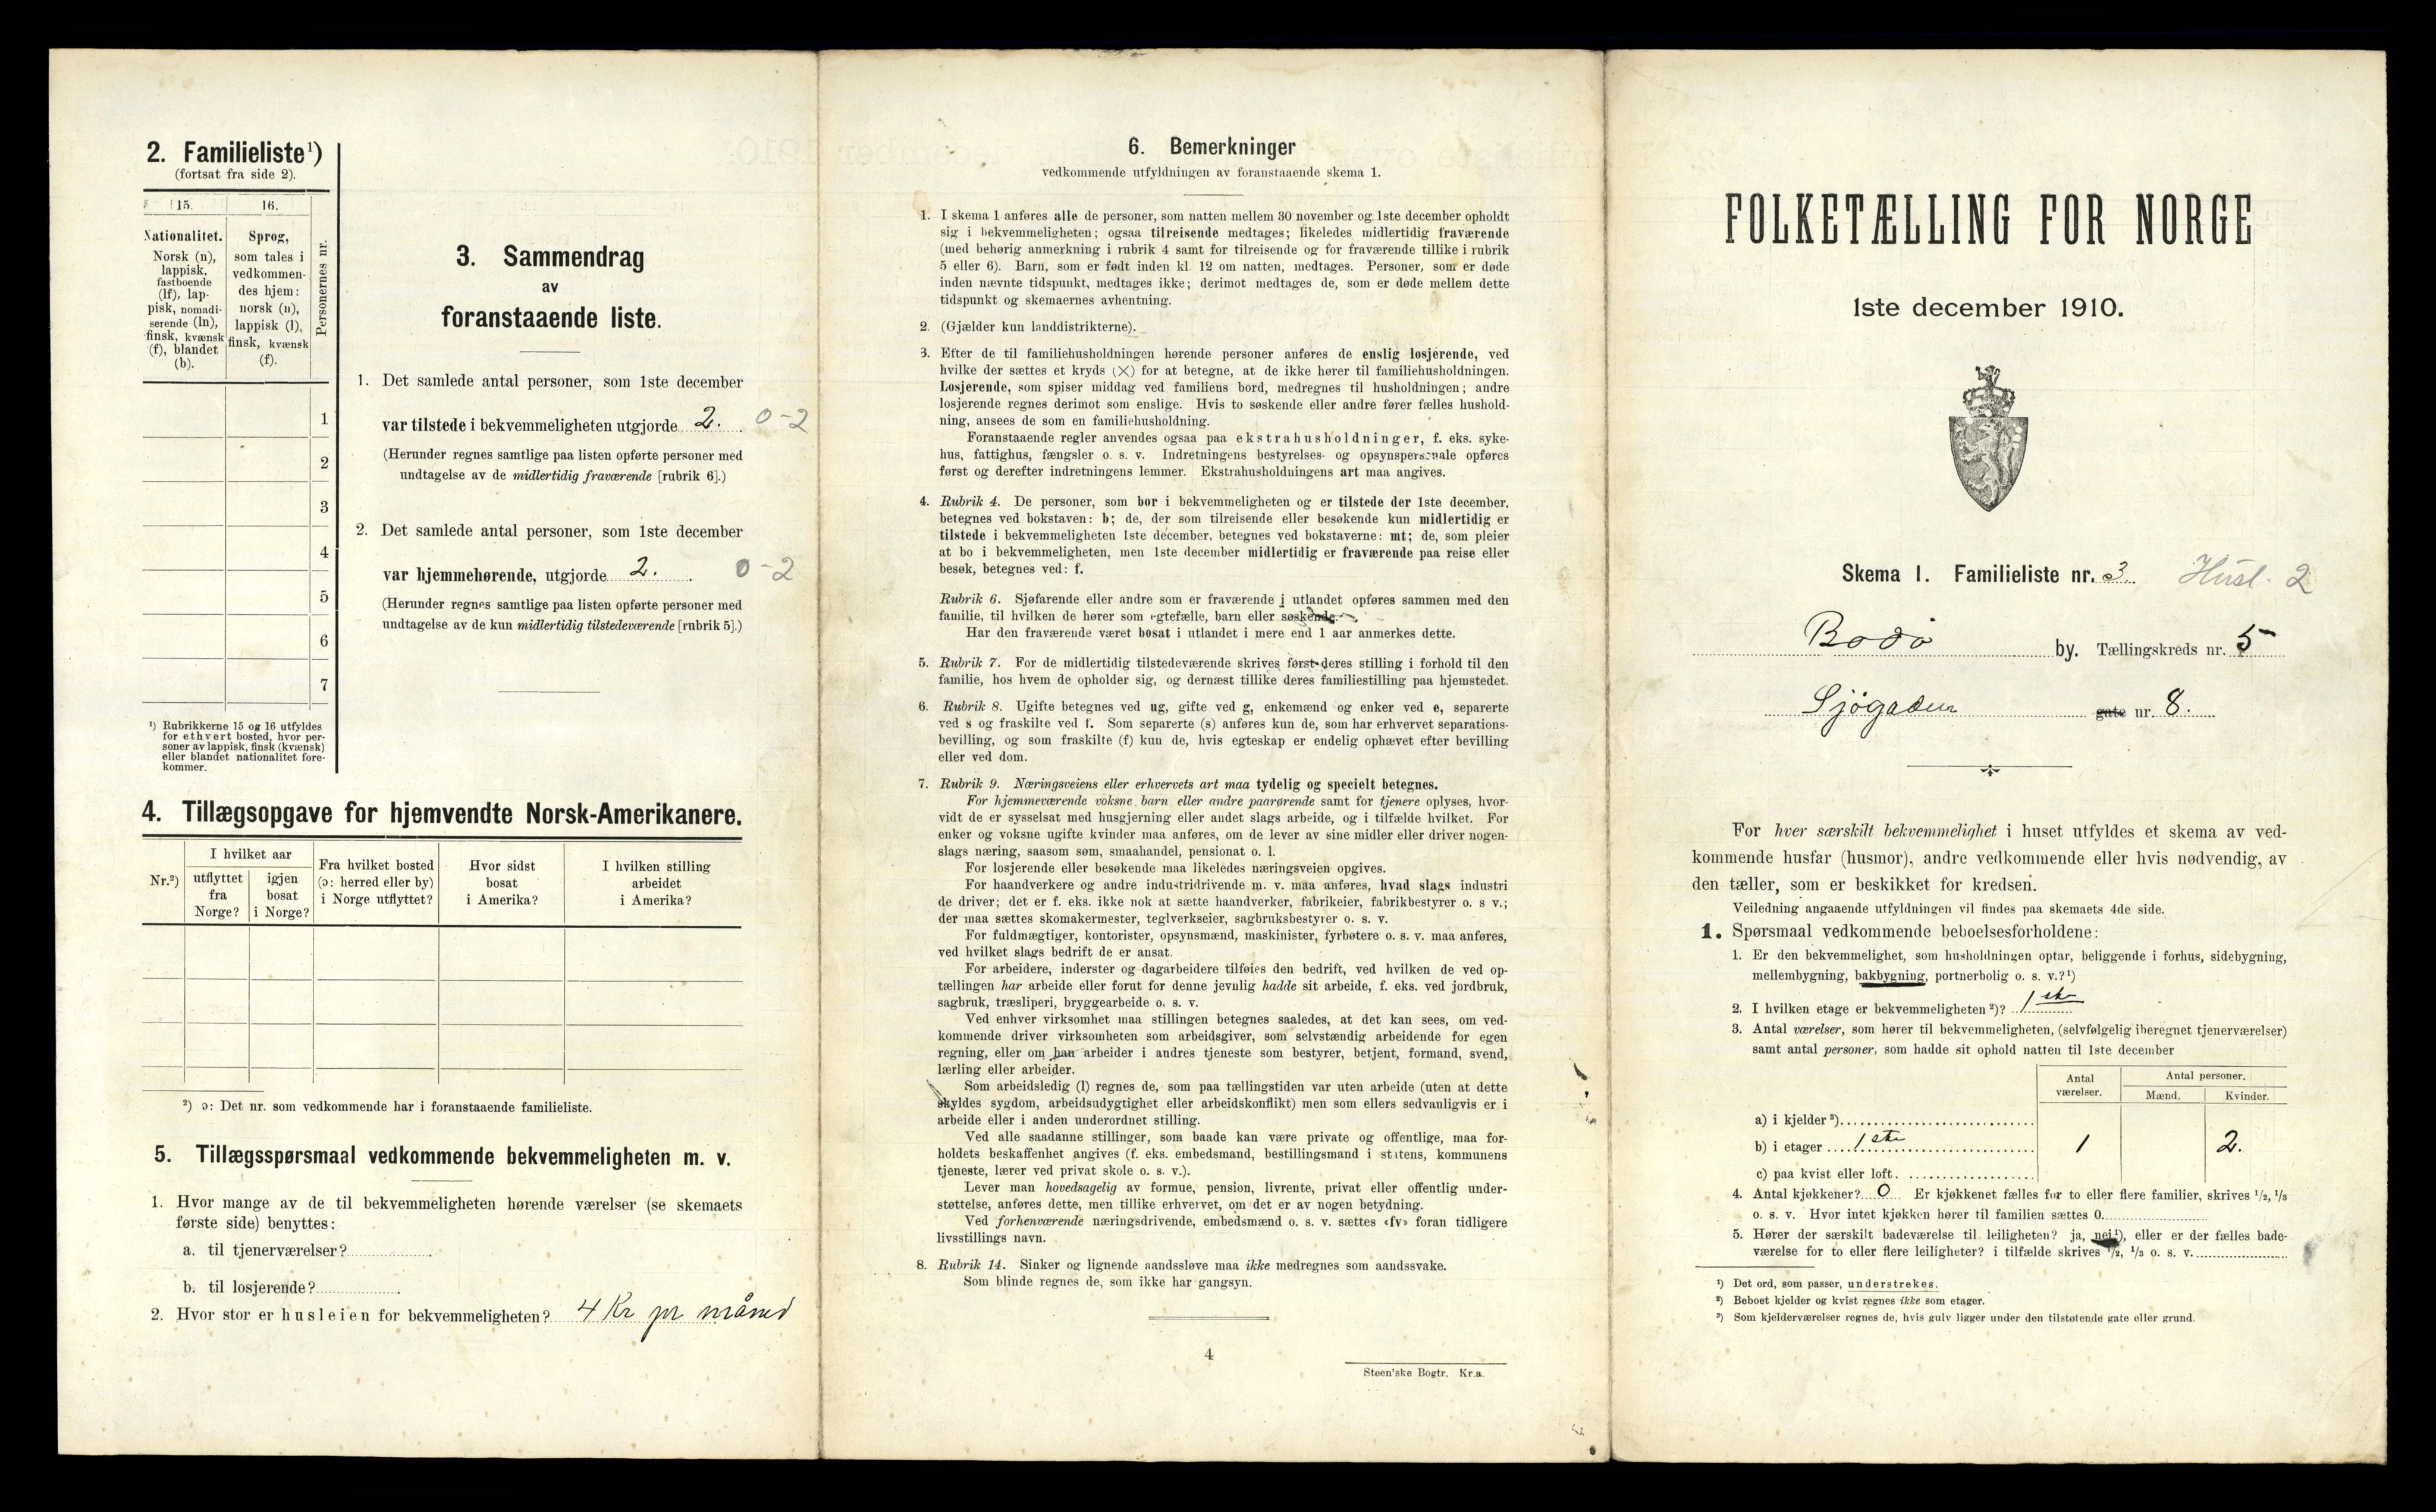 2. Familieliste¹)
(fortsat fra side 2).
15. 16. Personernes nr.
Nationalitet.
Norsk (n),
lappisk,
fastboende
(lf), lap-
pisk, nomadi-
serende (ln),
finsk, kvænsk
(f), blandet
(b).
Sprog,
som tales i
vedkommen-
des hjem:
norsk (n),
lappisk (l),
finsk, kvænsk
(f).
1
2
3
4
5
6
7
¹) Rubrikkerne 15 og 16 utfyldes
for ethvert bosted, hvor per-
soner av lappisk, finsk (kvænsk)
eller blandet nationalitet fore-
kommer.
3. Sammendrag
av
foranstaaende liste.
1. Det samlede antal personer, som 1ste december
var tilstede i bekvemmeligheten utgjorde 2. 0-2
(Herunder regnes samtlige paa listen opførte personer med
undtagelse av de midlertidig fraværende [rubrik 6].)
2. Det samlede antal personer, som 1ste december
var hjemmehørende, utgjorde 2. 0-2
(Herunder regnes samtlige paa listen opførte personer med
undtagelse av de kun midlertidig tilstedeværende [rubrik 5].)
4. Tillægsopgave for hjemvendte Norsk-Amerikanere.
Nr.²)
I hvilket aar
utflyttet
fra
Norge?
igjen
bosat
i Norge?
Fra hvilket bosted
(ɔ: herred eller by)
i Norge utflyttet?
Hvor sidst
bosat
i Amerika?
I hvilken stilling
arbeidet
i Amerika?
²) ɔ: Det nr. som vedkommende har i foranstaaende familieliste.
5. Tillægsspørsmaal vedkommende bekvemmeligheten m. v.
1. Hvor mange av de til bekvemmeligheten hørende værelser (se skemaets
første side) benyttes:
a. til tjenerværelser?
b. til losjerende?
2. Hvor stor er husleien for bekvemmeligheten? 4 Kr pr måned
6. Bemerkninger
vedkommende utfyldningen av foranstaaende skema 1.
1. I skema 1 anføres alle de personer, som natten mellem 30 november og 1ste december opholdt
sig i bekvemmeligheten; ogsaa tilreisende medtages; likeledes midlertidig fraværende
(med behørig anmerkning i rubrik 4 samt for tilreisende og for fraværende tillike i rubrik
5 eller 6). Barn, som er født inden kl. 12 om natten, medtages. Personer, som er døde
inden nævnte tidspunkt, medtages ikke; derimot medtages de, som er døde mellem dette
tidspunkt og skemaernes avhentning.
2. (Gjælder kun landdistrikterne).
3. Efter de til familiehusholdningen hørende personer anføres de enslig losjerende, ved
hvilke der sættes et kryds (×) for at betegne, at de ikke hører til familiehusholdningen.
Losjerende, som spiser middag ved familiens bord, medregnes til husholdningen; andre
losjerende regnes derimot som enslige. Hvis to søskende eller andre fører fælles hushold-
ning, ansees de som en familiehusholdning.
Foranstaaende regler anvendes ogsaa paa ekstrahusholdninger, f. eks. syke-
hus, fattighus, fængsler o. s. v. Indretningens bestyrelses- og opsynspersonale opføres
først og derefter indretningens lemmer. Ekstrahusholdningens art maa angives.
4. Rubrik 4. De personer, som bor i bekvemmeligheten og er tilstede der 1ste december,
betegnes ved bokstaven: b; de, der som tilreisende eller besøkende kun midlertidig er
tilstede i bekvemmeligheten 1ste december, betegnes ved bokstaverne: mt; de, som pleier
at bo i bekvemmeligheten, men 1ste december midlertidig er fraværende paa reise eller
besøk, betegnes ved: f.
Rubrik 6. Sjøfarende eller andre som er fraværende i utlandet opføres sammen med den
familie, til hvilken de hører som egtefælle, barn eller søskende.
Har den fraværende været bosat i utlandet i mere end 1 aar anmerkes dette.
5. Rubrik 7. For de midlertidig tilstedeværende skrives først deres stilling i forhold til den
familie, hos hvem de opholder sig, og dernæst tillike deres familiestilling paa hjemstedet.
6. Rubrik 8. Ugifte betegnes ved ug, gifte ved g, enkemænd og enker ved e, separerte
ved s og fraskilte ved f. Som separerte (s) anføres kun de, som har erhvervet separations-
bevilling, og som fraskilte (f) kun de, hvis egteskap er endelig ophævet efter bevilling
eller ved dom.
7. Rubrik 9. Næringsveiens eller erhvervets art maa tydelig og specielt betegnes.
For hjemmeværende voksne barn eller andre paarørende samt for tjenere oplyses, hvor-
vidt de er sysselsat med husgjerning eller andet slags arbeide, og i tilfælde hvilket. For
enker og voksne ugifte kvinder maa anføres, om de lever av sine midler eller driver nogen-
slags næring, saasom søm, smaahandel, pensionat o. l.
For losjerende eller besøkende maa likeledes næringsveien opgives.
For haandverkere og andre industridrivende m. v. maa anføres, hvad slags industri
de driver; det er f. eks. ikke nok at sætte haandverker, fabrikeier, fabrikbestyrer o. s v.;
der maa sættes skomakermester, teglverkseier, sagbruksbestyrer o. s. v.
For fuldmægtiger, kontorister, opsynsmænd, maskinister, fyrbøtere o. s. v. maa anføres,
ved hvilket slags bedrift de er ansat.
For arbeidere, inderster og dagarbeidere tilføies den bedrift, ved hvilken de ved op-
tællingen har arbeide eller forut for denne jevnlig hadde sit arbeide, f. eks. ved jordbruk,
sagbruk, træsliperi, bryggearbeide o. s. v.
Ved enhver virksomhet maa stillingen betegnes saaledes, at det kan sees, om ved-
kommende driver virksomheten som arbeidsgiver, som selvstændig arbeidende for egen
regning, eller om han arbeider i andres tjeneste som bestyrer, betjent, formand, svend,
lærling eller arbeider.
Som arbeidsledig (l) regnes de, som paa tællingstiden var uten arbeide (uten at dette
skyldes sygdom, arbeidsudygtighet eller arbeidskonflikt) men som ellers sedvanligvis er i
arbeide eller i anden underordnet stilling.
Ved alle saadanne stillinger, som baade kan være private og offentlige, maa for-
holdets beskaffenhet angives (f. eks. embedsmand, bestillingsmand i statens, kommunens
tjeneste, lærer ved privat skole o. s. v.).
Lever man hovedsagelig av formue, pension, livrente, privat eller offentlig under-
støttelse, anføres dette, men tillike erhvervet, om det er av nogen betydning.
Ved forhenværende næringsdrivende, embedsmænd o. s. v. sættes «fv» foran tidligere
livsstillings navn.
8. Rubrik 14. Sinker og lignende aandssløve maa ikke medregnes som aandssvake.
Som blinde regnes de, som ikke har gangsyn.
4
Steen'ske Bogtr. Kr.a.
FOLKETÆLLING FOR NORGE
1ste december 1910.
Skema 1. Familieliste nr. 3. Husl. 2
Bodø by. Tællingskreds nr. 5
Sjøgaden gate nr. 8.
For hver særskilt bekvemmelighet i huset utfyldes et skema av ved-
kommende husfar (husmor), andre vedkommende eller hvis nødvendig, av
den tæller, som er beskikket for kredsen.
Veiledning angaaende utfyldningen vil findes paa skemaets 4de side.
1. Spørsmaal vedkommende beboelsesforholdene:
1. Er den bekvemmelighet, som husholdningen optar, beliggende i forhus, sidebygning,
mellembygning, bakbygning, portnerbolig o. s. v.?¹)
2. I hvilken etage er bekvemmeligheten²)? 1ste
3. Antal værelser, som hører til bekvemmeligheten, (selvfølgelig iberegnet tjenerværelser)
samt antal personer, som hadde sit ophold natten til 1ste december
Antal værelser. Antal personer. Mænd. Kvinder.
a) i kjelder³)
b) i etager 1ste 1 2.
c) paa kvist eller loft.
4. Antal kjøkkener? 0 Er kjøkkenet fælles for to eller flere familier, skrives 1/2, 1/3
o. s. v. Hvor intet kjøkken hører til familien sættes 0.
5. Hører der særskilt badeværelse til leiligheten? ja, nei¹), eller er der fælles bade-
værelse for to eller flere leiligheter? i tilfælde skrives 1/2, 1/3 o. s. v.
¹) Det ord, som passer, understrekes.
²) Beboet kjelder og kvist regnes ikke som etager.
³) Som kjelderværelser regnes de, hvis gulv ligger under den tilstøtende gate eller grund.